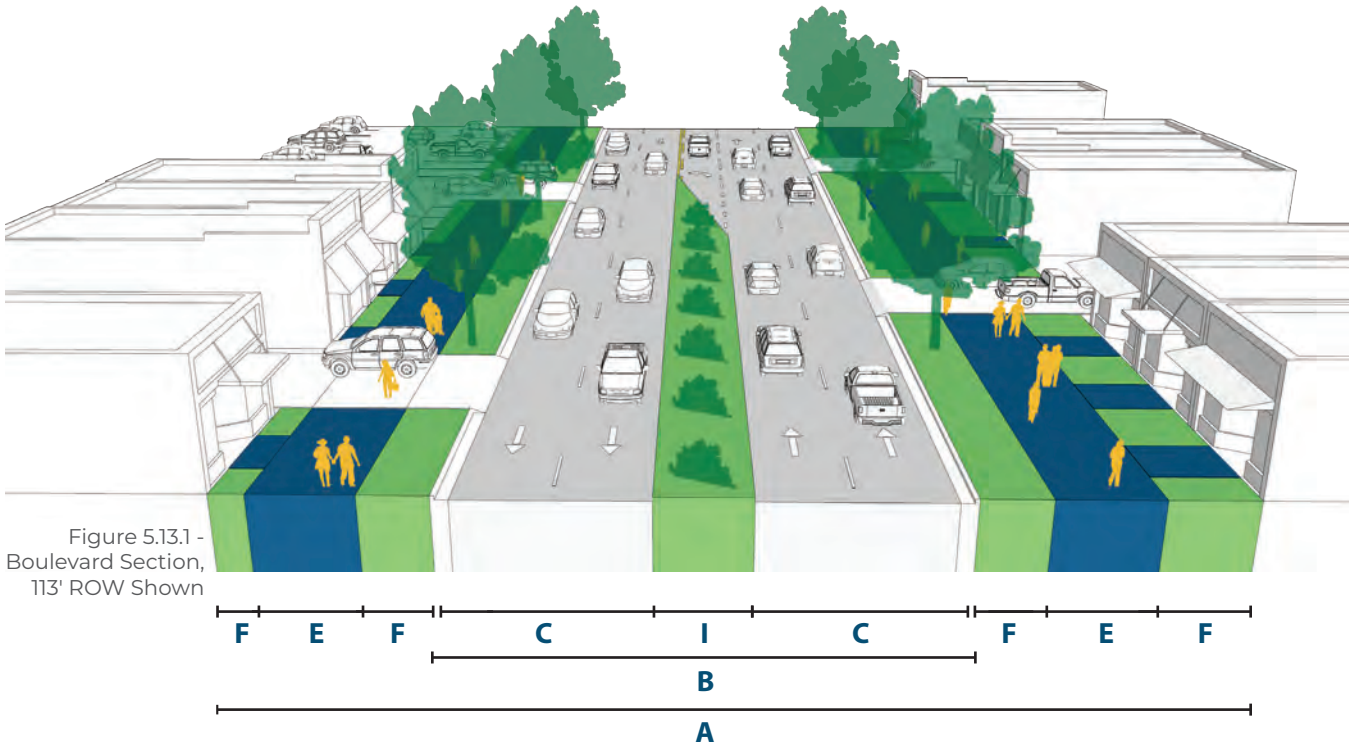 Figure 5.13.1 -
Boulevard Section,
113' ROW Shown
F E F C I C F E F
B
A